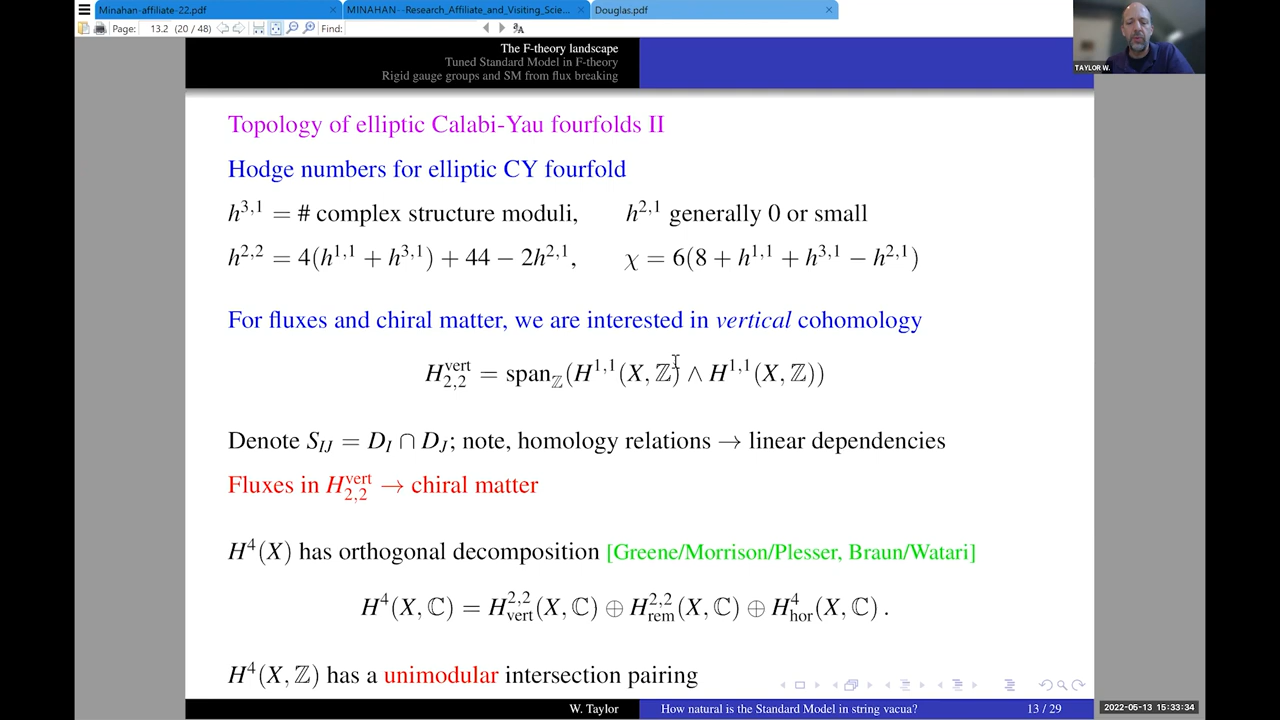 Minahan-affiliate-22.pdf × MINAHAN--Research_Affiliate_and_Visiting_Scie... × Douglas.pdf ×
Page: 13.2 (20 / 48) Find:
The F-theory landscape
Tuned Standard Model in F-theory
Rigid gauge groups and SM from flux breaking
TAYLOR W.
Topology of elliptic Calabi-Yau fourfolds II
Hodge numbers for elliptic CY fourfold
h^{3,1} = # complex structure moduli, h^{2,1} generally 0 or small
h^{2,2} = 4(h^{1,1} + h^{3,1}) + 44 − 2h^{2,1}, χ = 6(8 + h^{1,1} + h^{3,1} − h^{2,1})
For fluxes and chiral matter, we are interested in vertical cohomology
H_{2,2}^{vert} = span_ℤ(H^{1,1}(X, ℤ) ∧ H^{1,1}(X, ℤ))
Denote S_{IJ} = D_I ∩ D_J; note, homology relations → linear dependencies
Fluxes in H_{2,2}^{vert} → chiral matter
H^4(X) has orthogonal decomposition [Greene/Morrison/Plesser, Braun/Watari]
H^4(X, ℂ) = H_{vert}^{2,2}(X, ℂ) ⊕ H_{rem}^{2,2}(X, ℂ) ⊕ H_{hor}^4(X, ℂ) .
H^4(X, ℤ) has a unimodular intersection pairing
W. Taylor How natural is the Standard Model in string vacua? 13 / 29
2022-05-13 15:33:34